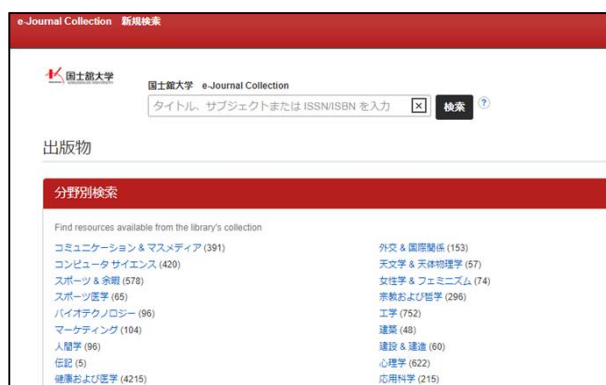 e-Journal Collection 新規検索
国士舘大学
国士舘大学 e-Journal Collection
タイトル、サブジェクトまたは ISSN/ISBN を入力
検索
?
出版物
分野別検索
Find resources available from the library's collection
コミュニケーション & マスメディア (391)
コンピュータ サイエンス (420)
スポーツ & 余暇 (578)
スポーツ医学 (65)
バイオテクノロジー (96)
マーケティング (104)
人間学 (96)
伝記 (5)
健康および医学 (4215)
外交 & 国際関係 (153)
天文学 & 天体物理学 (57)
女性学 & フェミニズム (74)
宗教および哲学 (296)
工学 (752)
建築 (48)
建設 & 建造 (60)
心理学 (622)
応用科学 (215)